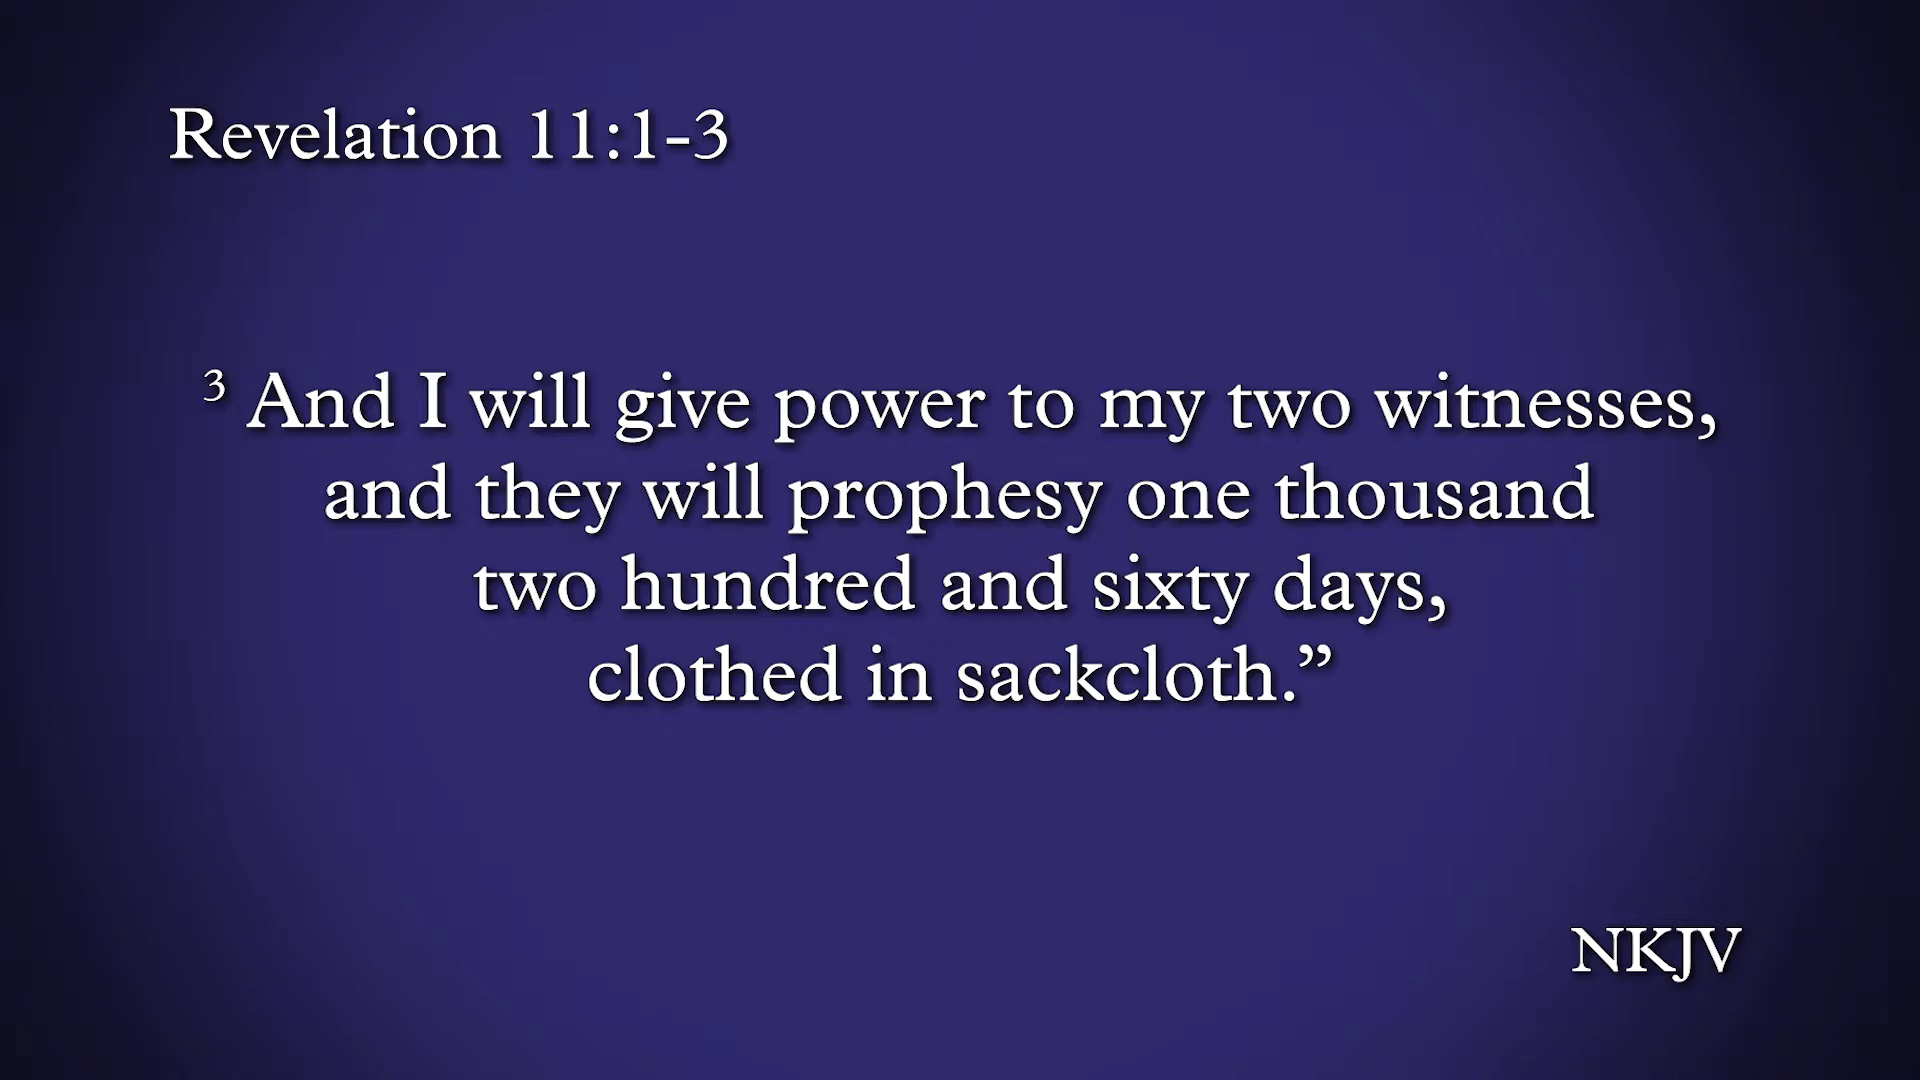 Revelation 11:1-3
3 And I will give power to my two witnesses,
and they will prophesy one thousand
two hundred and sixty days,
clothed in sackcloth.”
NKJV